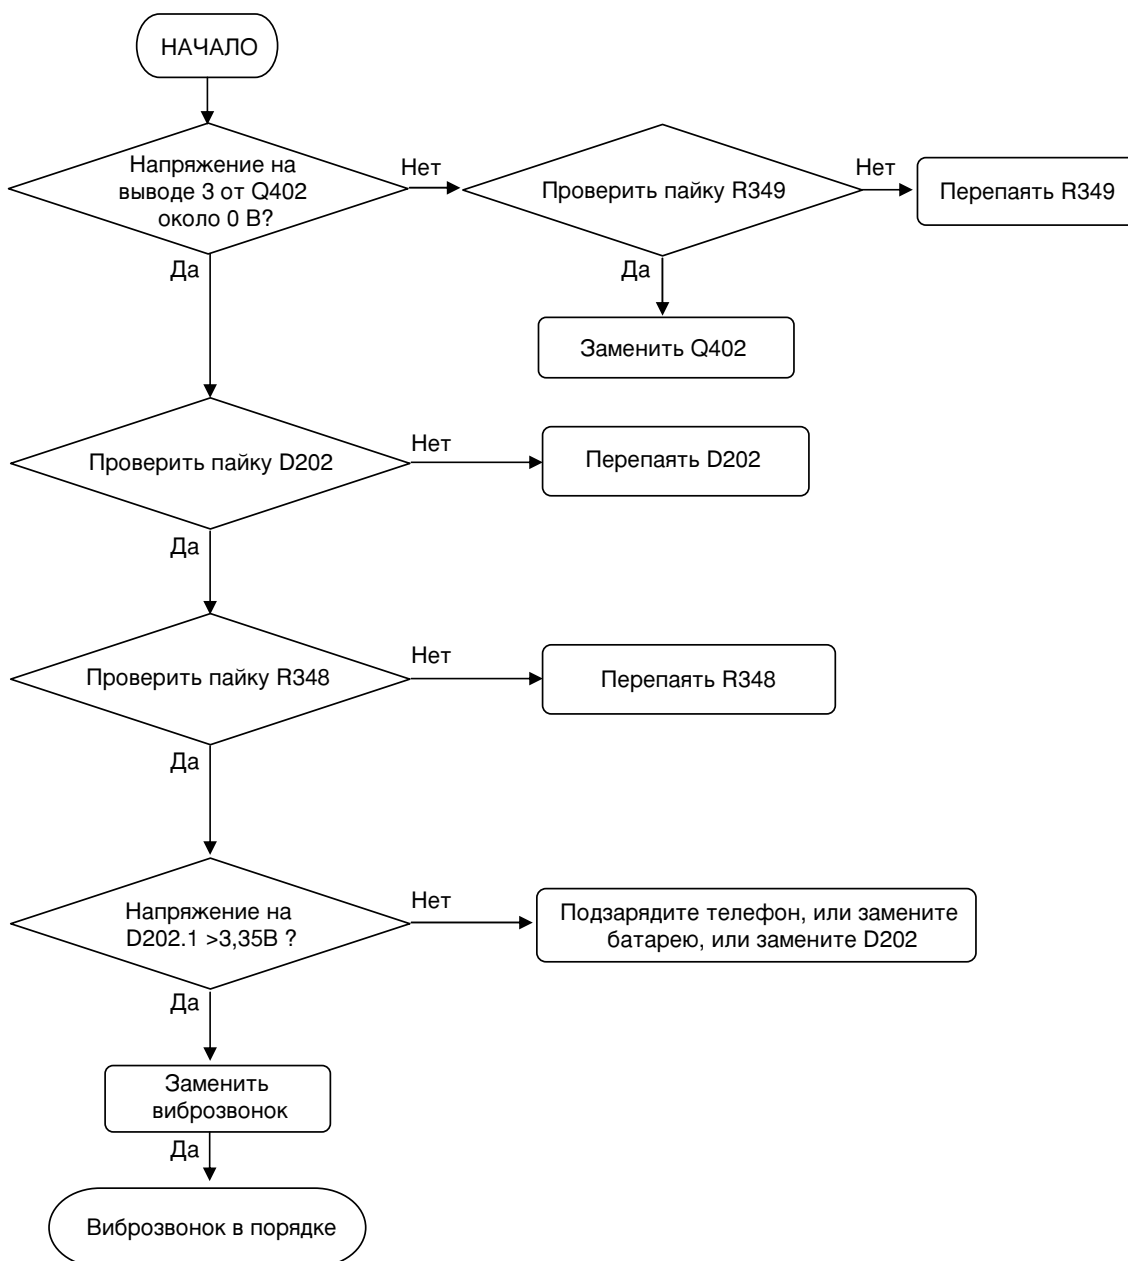 НАЧАЛО
Напряжение на
выводе 3 от Q402
около 0 В?
Нет
Проверить пайку R349
Нет
Перепаять R349
Да
Да
Заменить Q402
Проверить пайку D202
Нет
Перепаять D202
Да
Проверить пайку R348
Нет
Перепаять R348
Да
Напряжение на
D202.1 >3,35В ?
Нет
Подзарядите телефон, или замените
батарею, или замените D202
Да
Заменить
виброзвонок
Да
Виброзвонок в порядке